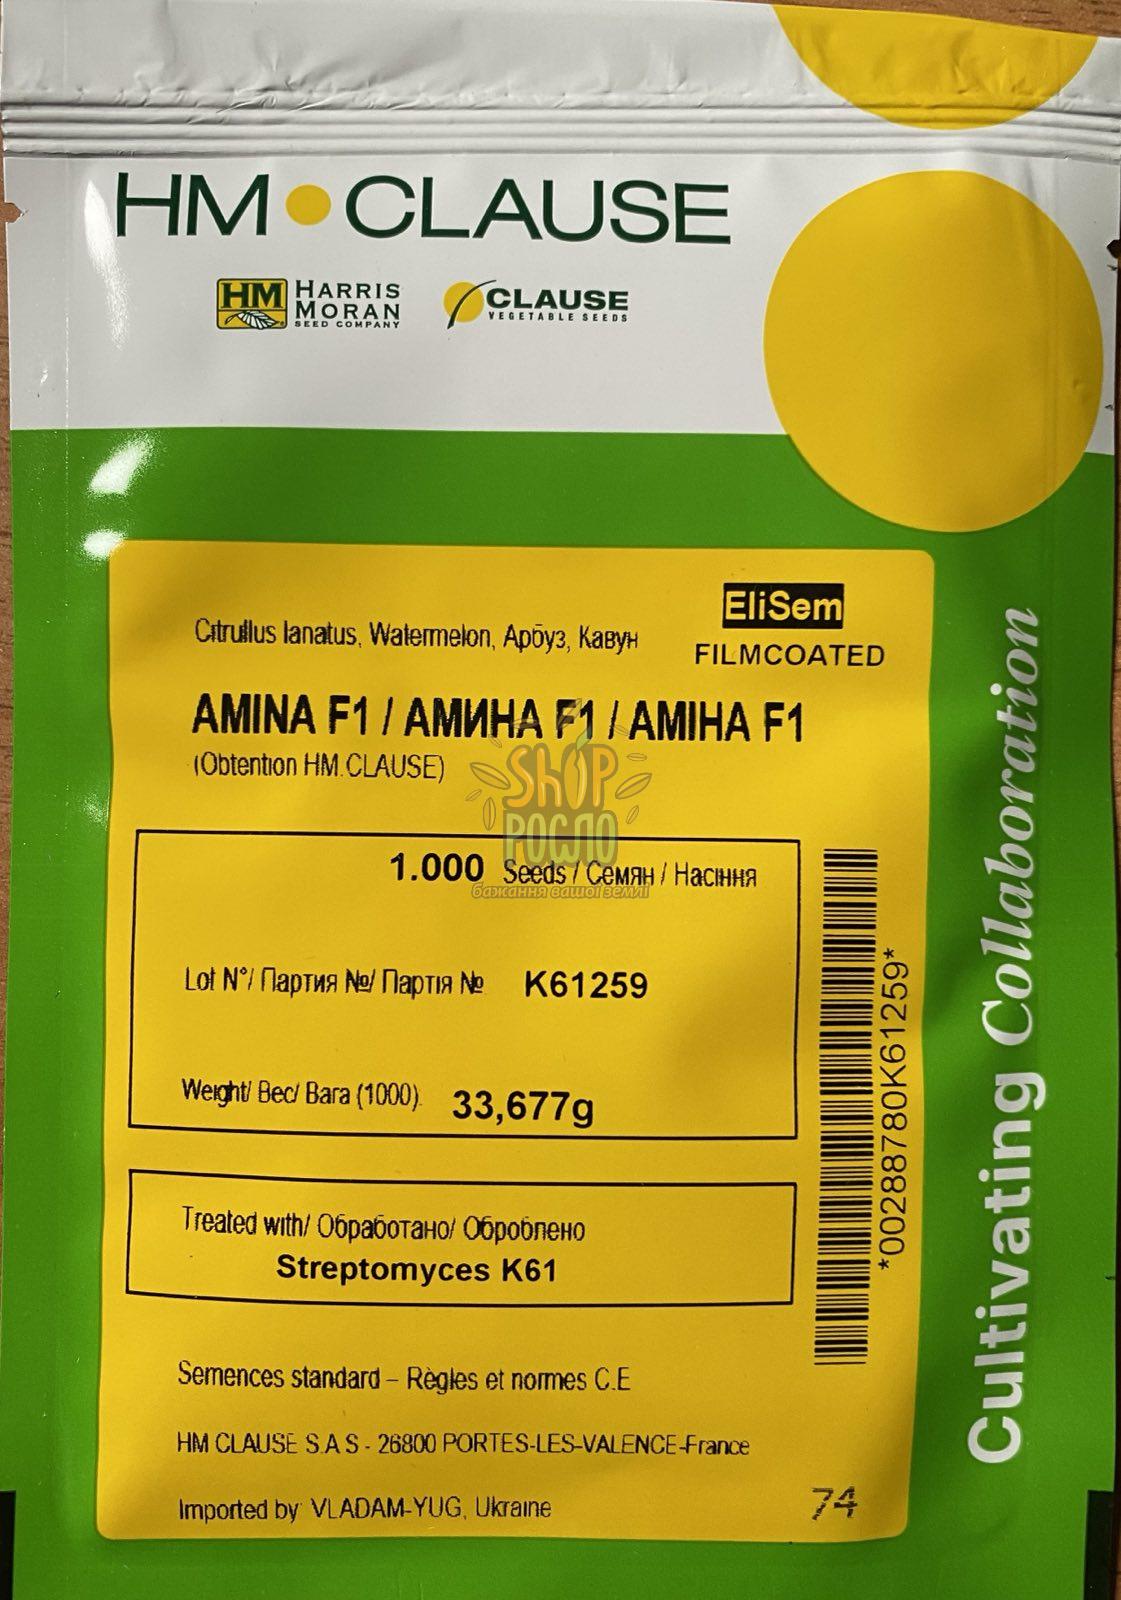 HM • CLAUSE
HM HARRIS MORAN SEED COMPANY
CLAUSE VEGETABLE SEEDS
EliSem
FILMCOATED
Citrullus lanatus, Watermelon, Арбуз, Кавун
AMINA F1 / АМИНА F1 / АМІНА F1
(Obtention HM.CLAUSE)
SHOP
РОСЛО
бажання вашої землі
1.000 Seeds / Семян / Насіння
Lot N°/ Партия №/ Партія № K61259
Weight/ Вес/ Вага (1000). 33,677g
Treated with/ Обработано/ Оброблено
Streptomyces K61
Semences standard – Règles et normes C.E
HM CLAUSE S.A.S - 26800 PORTES-LES-VALENCE-France
Imported by: VLADAM-YUG, Ukraine
74
*00288780K61259*
Cultivating Collaboration